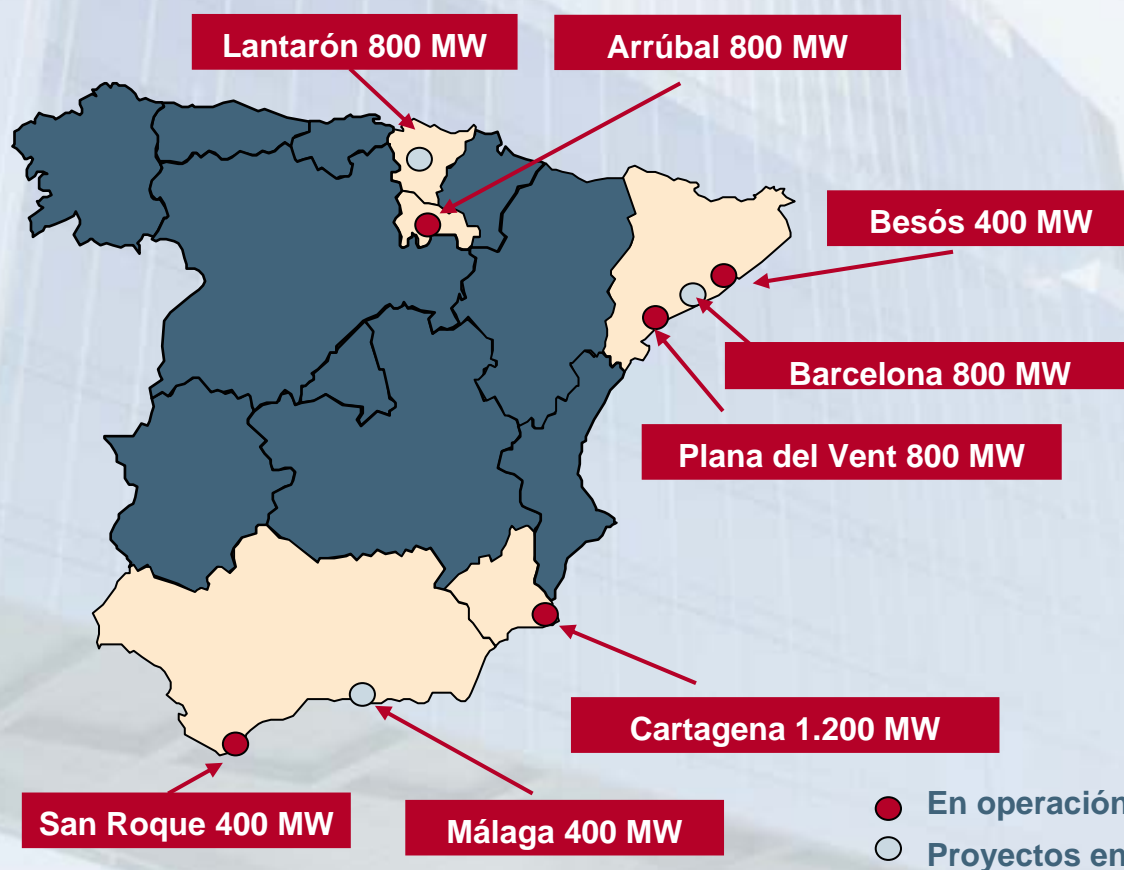 Lantarón 800 MW
Arrúbal 800 MW
Besós 400 MW
Barcelona 800 MW
Plana del Vent 800 MW
Cartagena 1.200 MW
San Roque 400 MW
Málaga 400 MW
En operación
Proyectos en